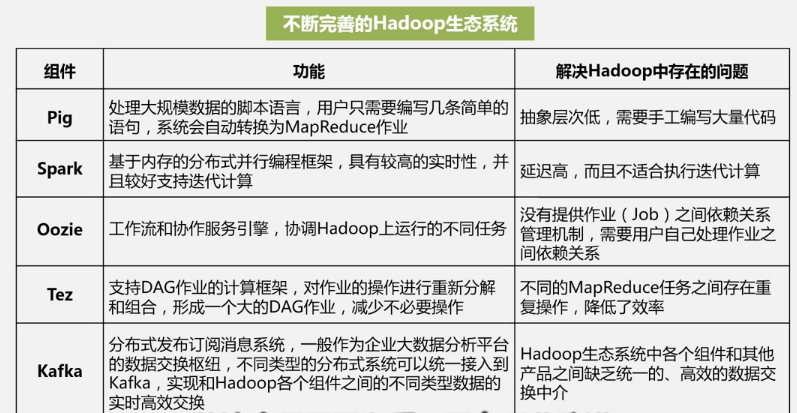 不断完善的Hadoop生态系统
组件 功能 解决Hadoop中存在的问题
Pig
处理大规模数据的脚本语言，用户只需要编写几条简单的
语句，系统会自动转换为MapReduce作业
抽象层次低，需要手工编写大量代码
Spark
基于内存的分布式并行编程框架，具有较高的实时性，并
且较好支持迭代计算
延迟高，而且不适合执行迭代计算
Oozie
工作流和协作服务引擎，协调Hadoop上运行的不同任务
没有提供作业（Job）之间依赖关系
管理机制，需要用户自己处理作业之
间依赖关系
Tez
支持DAG作业的计算框架，对作业的操作进行重新分解
和组合，形成一个大的DAG作业，减少不必要操作
不同的MapReduce任务之间存在重
复操作，降低了效率
Kafka
分布式发布订阅消息系统，一般作为企业大数据分析平台
的数据交换枢纽，不同类型的分布式系统可以统一接入到
Kafka，实现和Hadoop各个组件之间的不同类型数据的
实时高效交换
Hadoop生态系统中各个组件和其他
产品之间缺乏统一的、高效的数据交
换中介